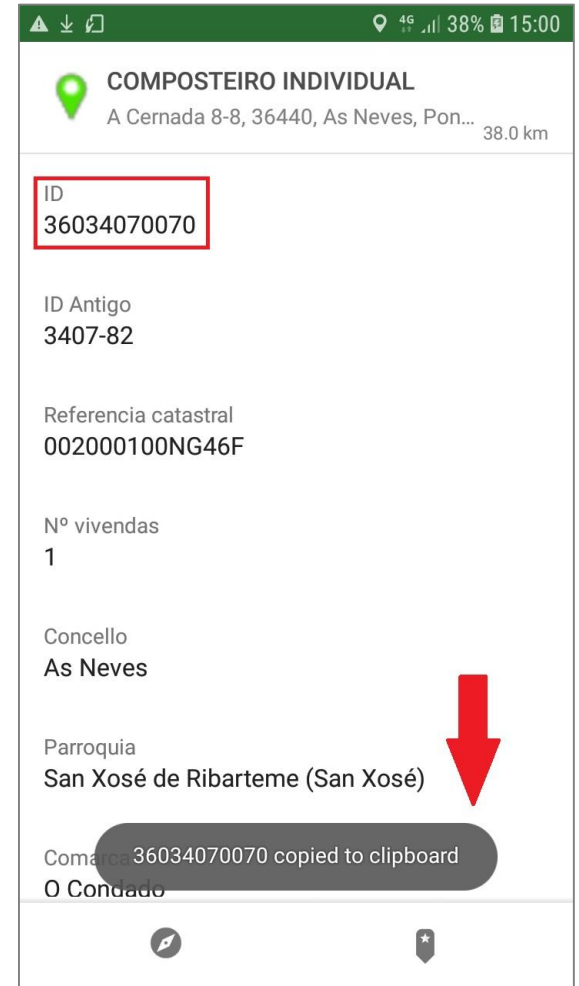 4G 38% 15:00
COMPOSTEIRO INDIVIDUAL
A Cernada 8-8, 36440, As Neves, Pon...
38.0 km
ID
36034070070
ID Antigo
3407-82
Referencia catastral
002000100NG46F
Nº vivendas
1
Concello
As Neves
Parroquia
San Xosé de Ribarteme (San Xosé)
Comarca
36034070070 copied to clipboard
O Condado